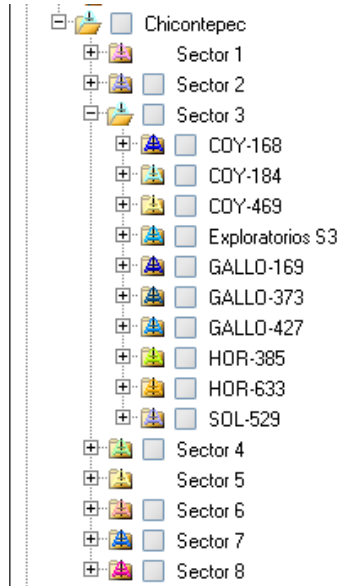 Chicontepec
Sector 1
Sector 2
Sector 3
COY-168
COY-184
COY-469
Exploratorios S3
GALLO-169
GALLO-373
GALLO-427
HOR-385
HOR-633
SOL-529
Sector 4
Sector 5
Sector 6
Sector 7
Sector 8